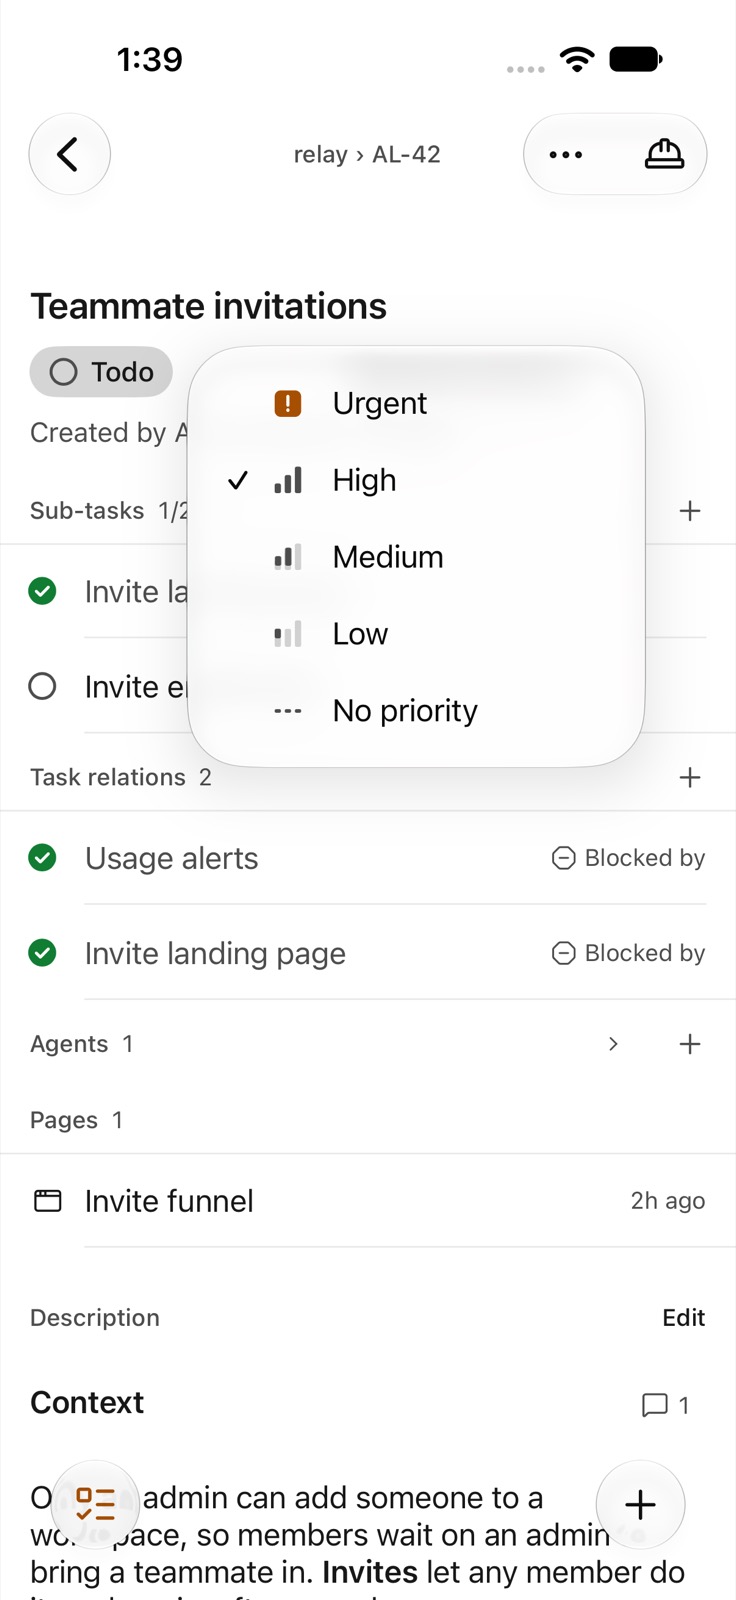 1:39
relay › AL-42
Teammate invitations
Todo
Created by
Sub-tasks 1/2
Urgent
High
Medium
Low
No priority
Invite
Invite
Task relations 2
Usage alerts
Blocked by
Invite landing page
Blocked by
Agents 1
Pages 1
Invite funnel
2h ago
Description
Edit
Context
1
admin can add someone to a
so members wait on an admin
bring a teammate in. Invites let any member do